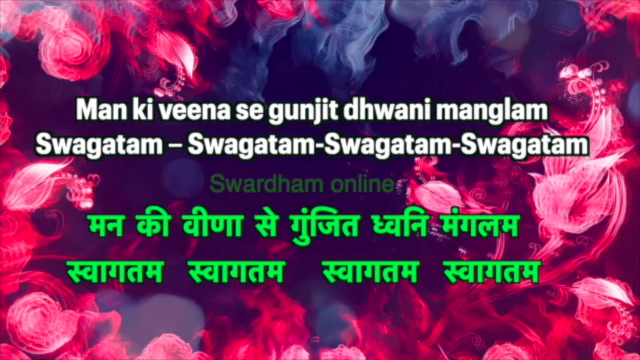 Man ki veena se gunjit dhwani manglam
Swagatam – Swagatam-Swagatam-Swagatam
Swardham online
मन की वीणा से गुंजित ध्वनि मंगलम
स्वागतम स्वागतम स्वागतम स्वागतम